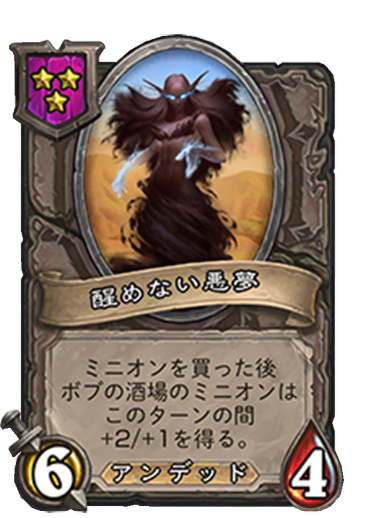 醒めない悪夢
ミニオンを買った後
ボブの酒場のミニオンは
このターンの間
+2/+1を得る。
6
アンデッド
4